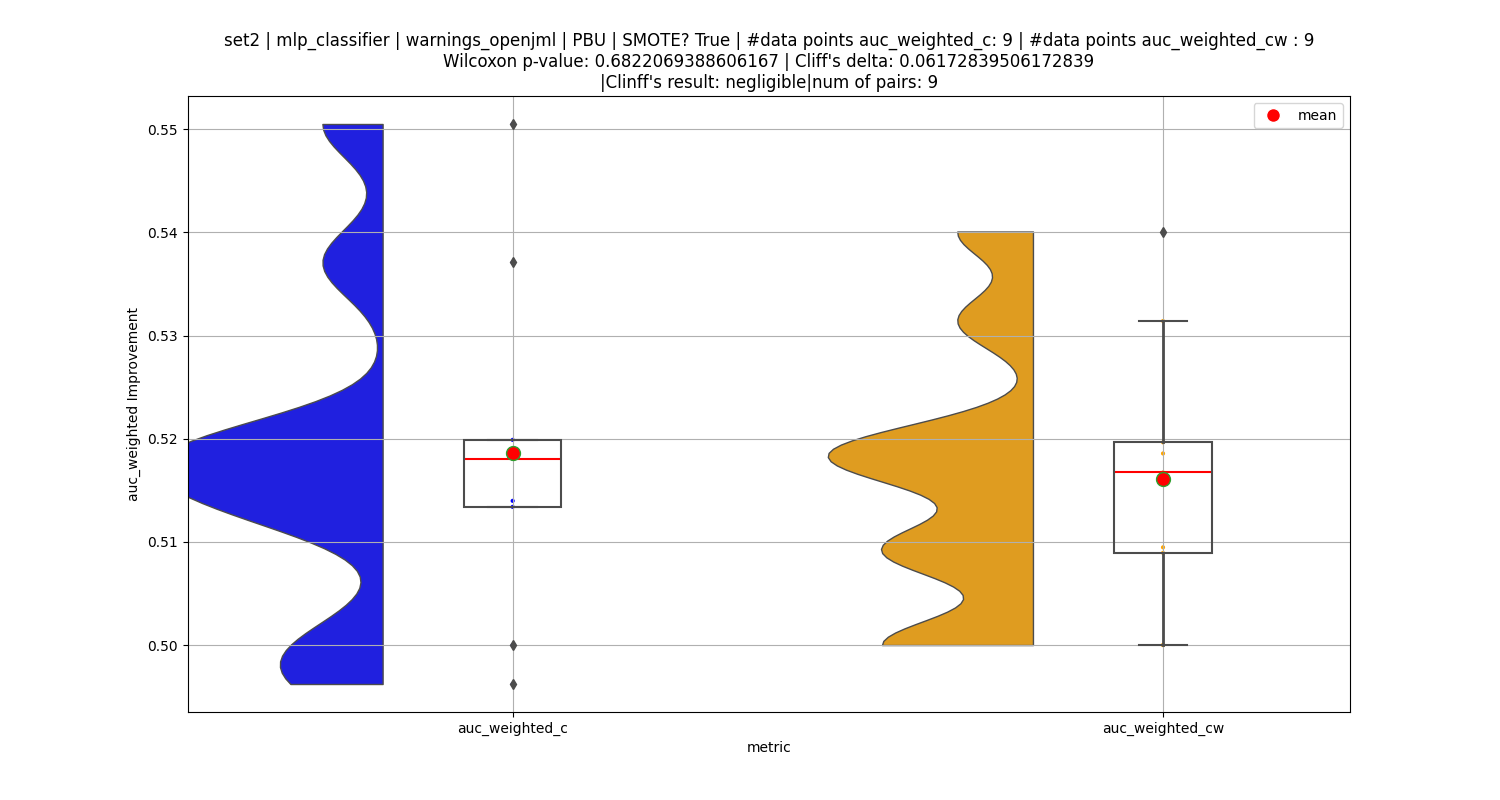 set2 | mlp_classifier | warnings_openjml | PBU | SMOTE? True | #data points auc_weighted_c: 9 | #data points auc_weighted_cw : 9
Wilcoxon p-value: 0.6822069388606167 | Cliff's delta: 0.06172839506172839
|Clinff's result: negligible|num of pairs: 9
mean
0.55
0.54
0.53
0.52
0.51
0.50
auc_weighted Improvement
auc_weighted_c
auc_weighted_cw
metric